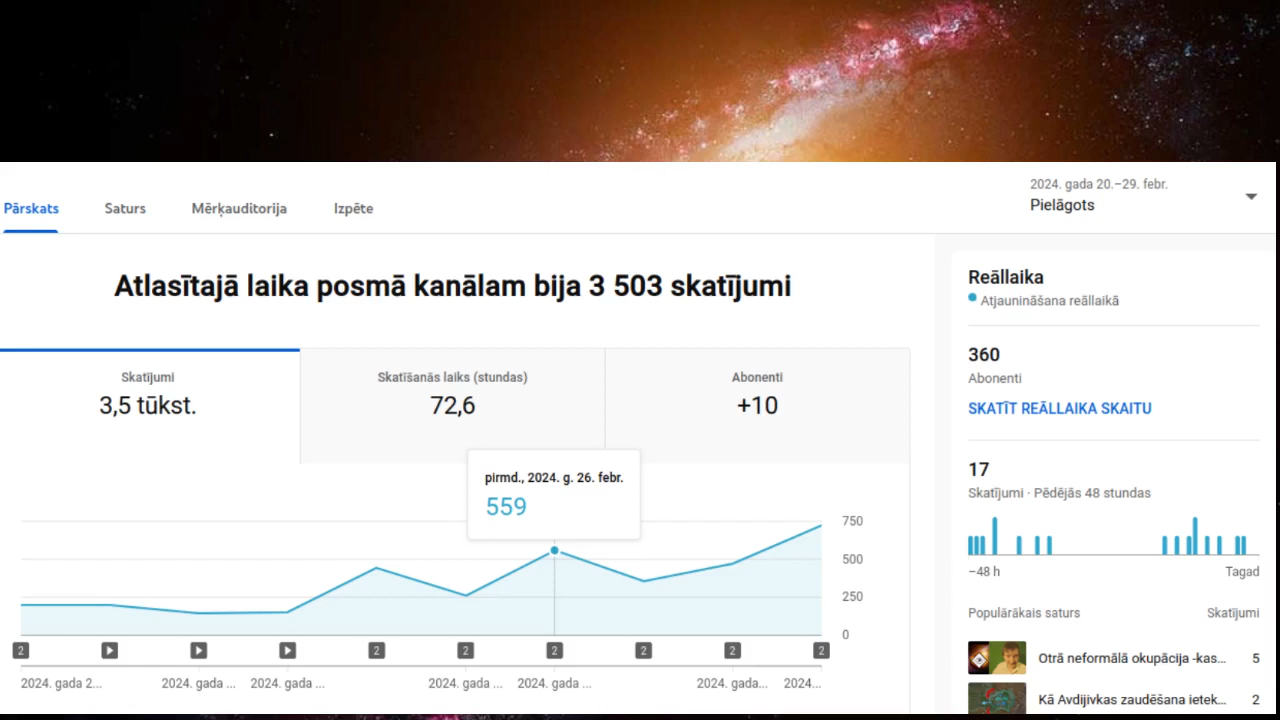 2024. gada 20.–29. febr.
Pielāgots
Pārskats
Saturs
Mērķauditorija
Izpēte
Atlasītajā laika posmā kanālam bija 3 503 skatījumi
Skatījumi
3,5 tūkst.
Skatīšanās laiks (stundas)
72,6
Abonenti
+10
pirmd., 2024. g. 26. febr.
559
750
500
250
0
2 2 2 2 2 2 2
2024. gada 2... 2024. gada ... 2024. gada ... 2024. gada ... 2024. gada ... 2024. gada... 2024....
Reāllaika
Atjaunināšana reāllaikā
360
Abonenti
SKATĪT REĀLLAIKA SKAITU
17
Skatījumi · Pēdējās 48 stundas
–48 h Tagad
Populārākais saturs Skatījumi
Otrā neformālā okupācija -kas... 5
Kā Avdijivkas zaudēšana ietek... 2